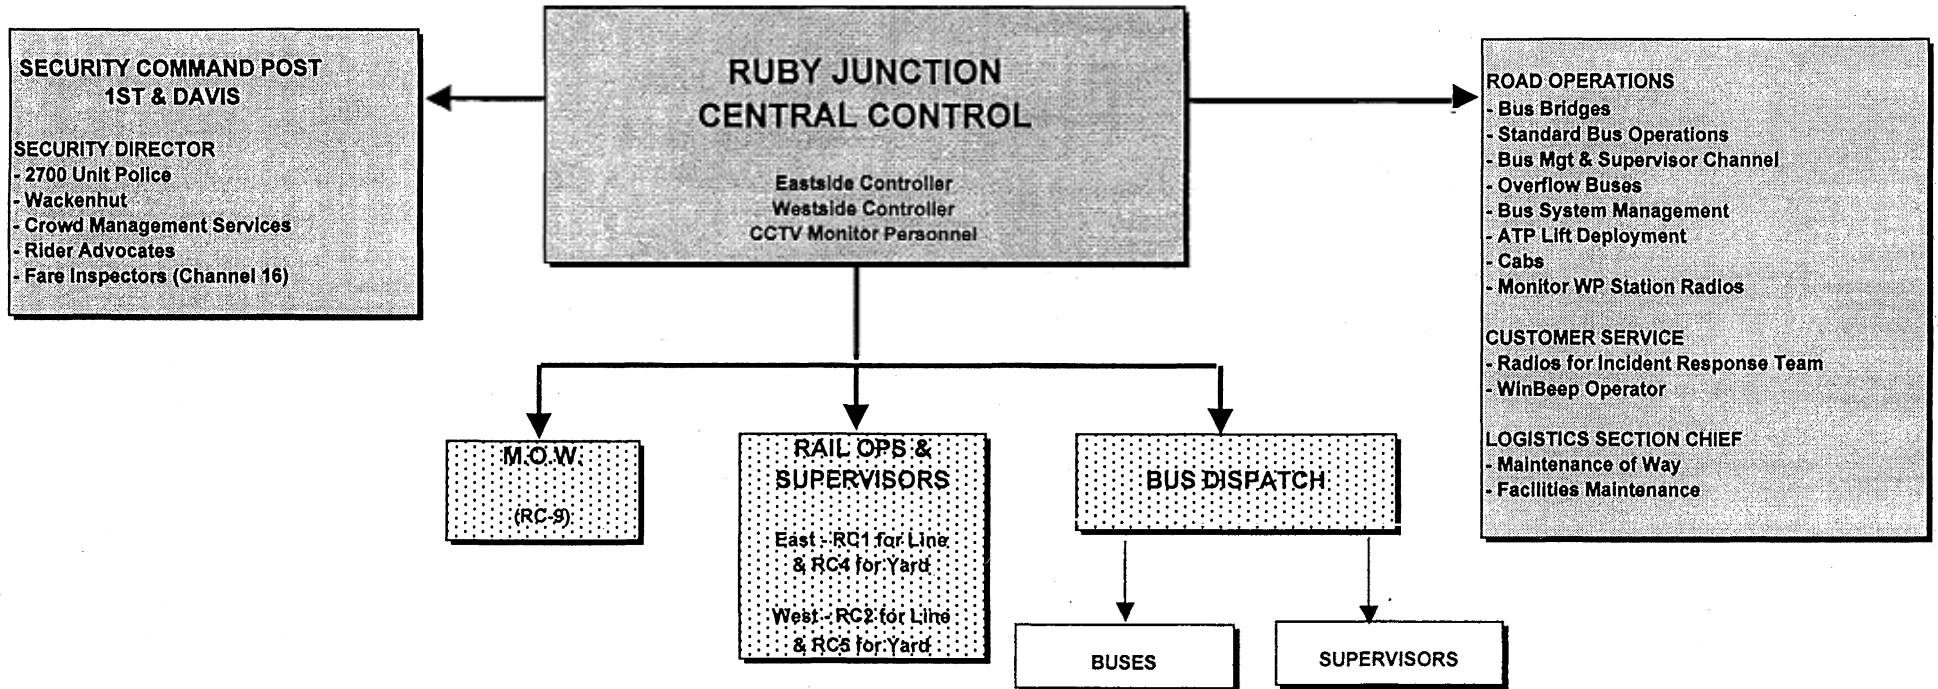 SECURITY COMMAND POST
1ST & DAVIS
SECURITY DIRECTOR
- 2700 Unit Police
- Wackenhut
- Crowd Management Services
- Rider Advocates
- Fare Inspectors (Channel 16)
RUBY JUNCTION
CENTRAL CONTROL
Eastside Controller
Westside Controller
CCTV Monitor Personnel
ROAD OPERATIONS
- Bus Bridges
- Standard Bus Operations
- Bus Mgt & Supervisor Channel
- Overflow Buses
- Bus System Management
- ATP Lift Deployment
- Cabs
- Monitor WP Station Radios
CUSTOMER SERVICE
- Radios for Incident Response Team
- WinBeep Operator
LOGISTICS SECTION CHIEF
- Maintenance of Way
- Facilities Maintenance
M.O.W.
(RC-9)
RAIL OPS &
SUPERVISORS
East - RC1 for Line
& RC4 for Yard
West - RC2 for Line
& RC5 for Yard
BUS DISPATCH
BUSES
SUPERVISORS